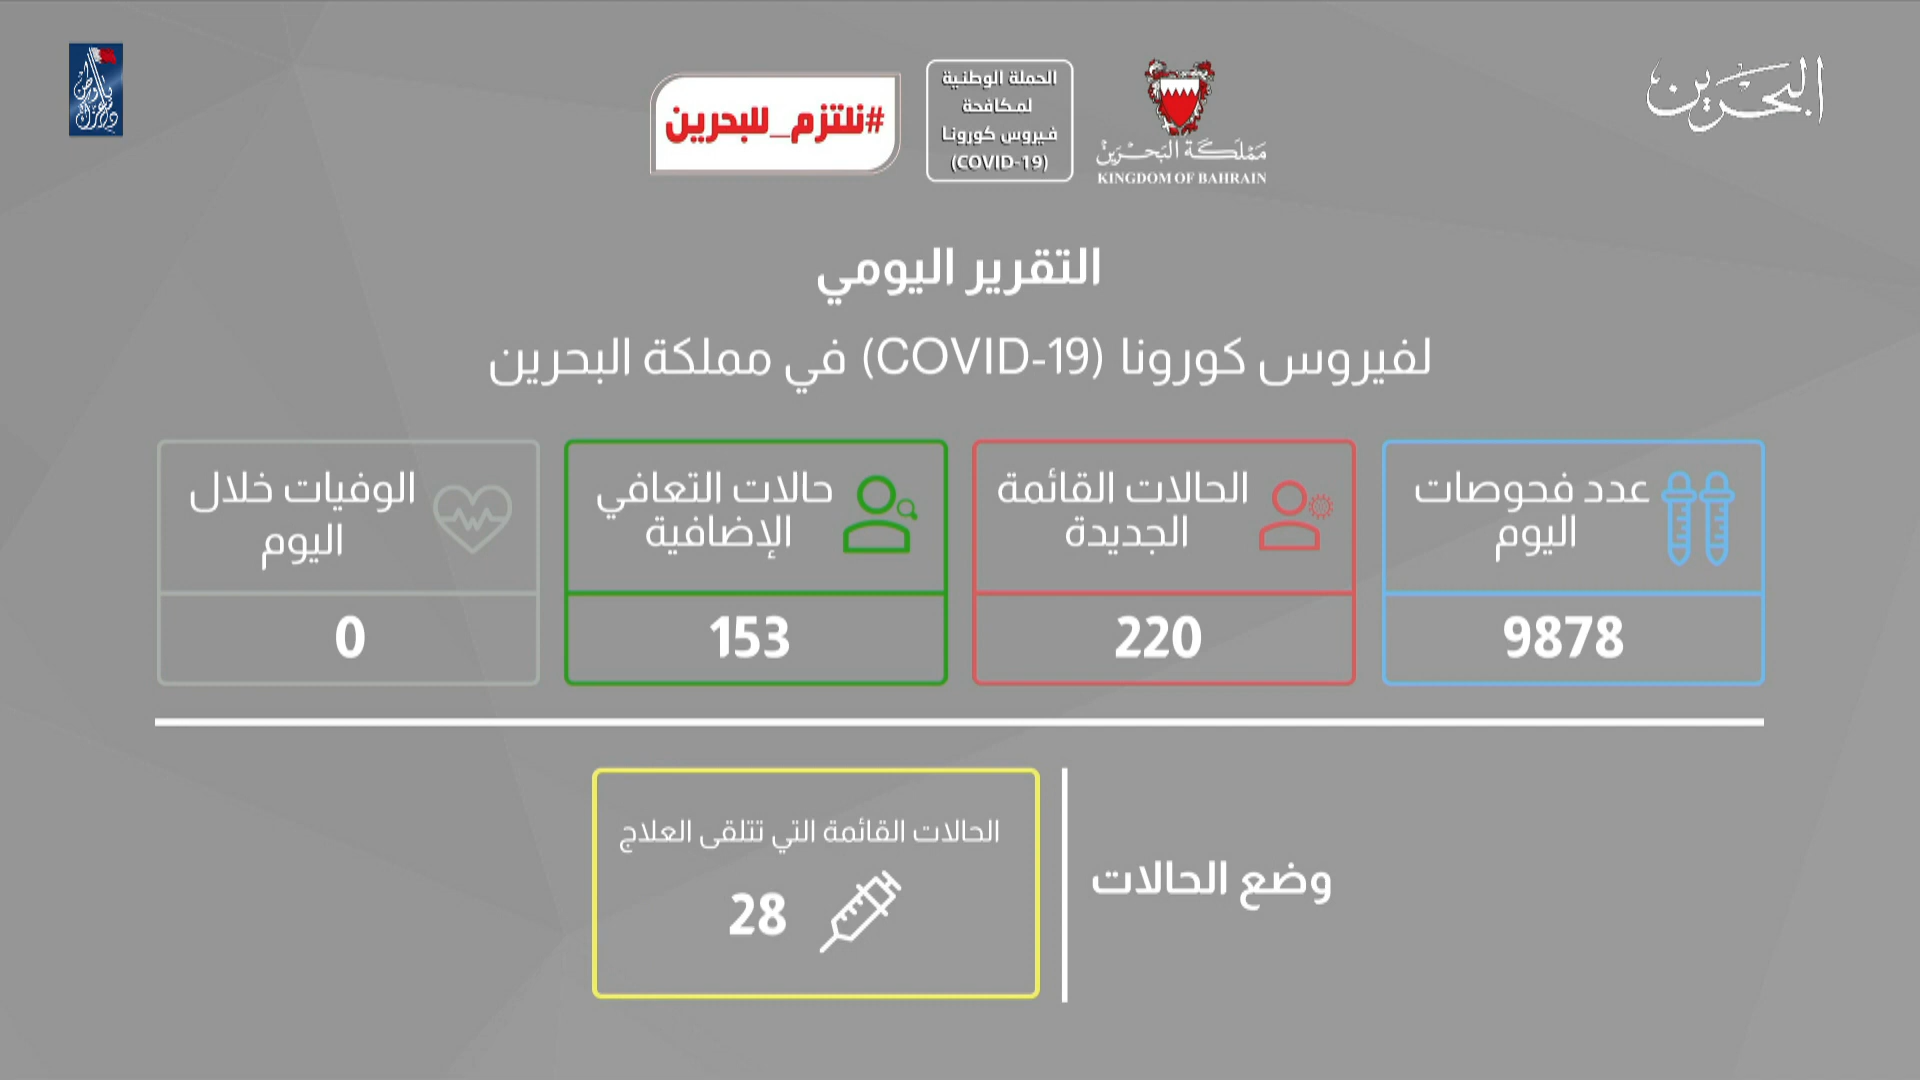 البحرين
مملكة البحرين
KINGDOM OF BAHRAIN
الحملة الوطنية
لمكافحة
فيروس كورونا
(COVID-19)
#نلتزم_للبحرين
التقرير اليومي
لفيروس كورونا (COVID-19) في مملكة البحرين
عدد فحوصات
اليوم
9878
الحالات القائمة
الجديدة
220
حالات التعافي
الإضافية
153
الوفيات خلال
اليوم
0
وضع الحالات
الحالات القائمة التي تتلقى العلاج
28